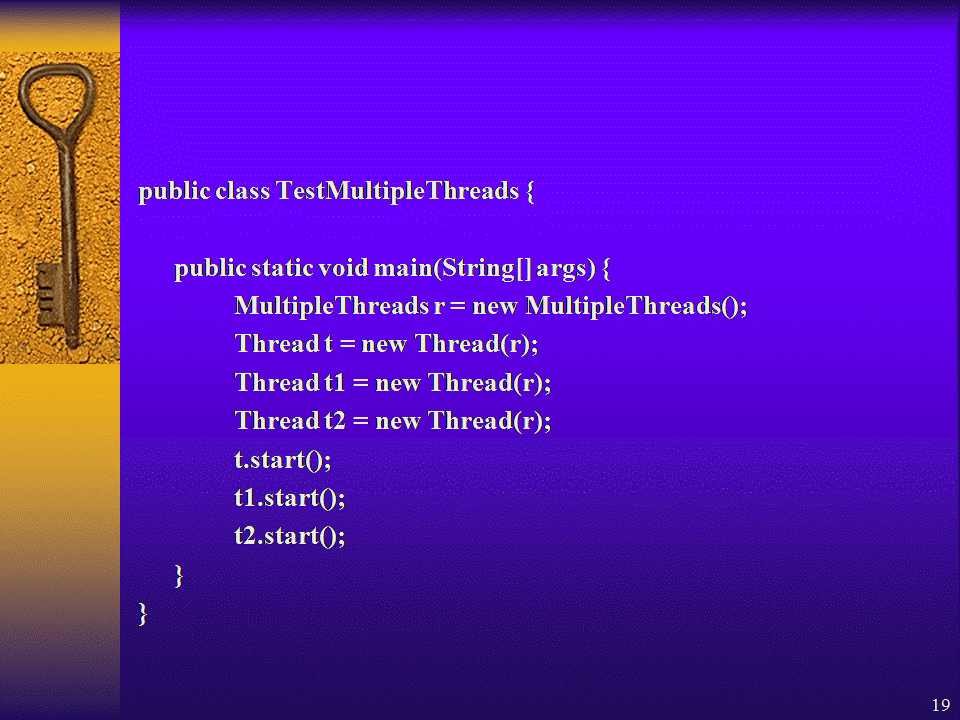 public class TestMultipleThreads {
public static void main(String[] args) {
MultipleThreads r = new MultipleThreads();
Thread t = new Thread(r);
Thread t1 = new Thread(r);
Thread t2 = new Thread(r);
t.start();
t1.start();
t2.start();
}
}
19